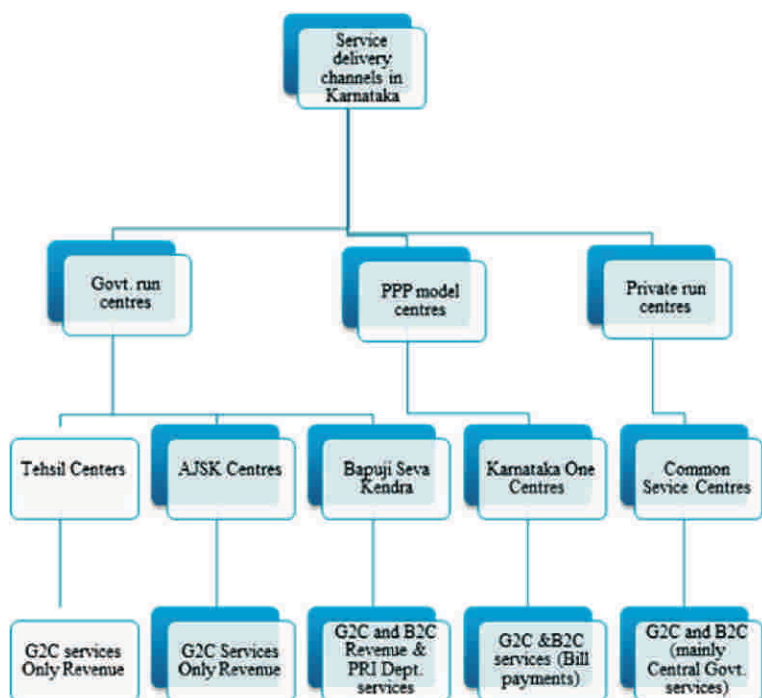 Service
delivery
channels in
Karnataka
Govt. run
centres
PPP model
centres
Private run
centres
Tehsil Centers
AJSK Centres
Bapuji Seva
Kendra
Karnataka One
Centres
Common
Sevice Centres
G2C services
Only Revenue
G2C Services
Only Revenue
G2C and B2C
Revenue &
PRI Dept.
services
G2C &B2C
services (Bill
payments)
G2C and B2C
(mainly
Central Govt.
services)